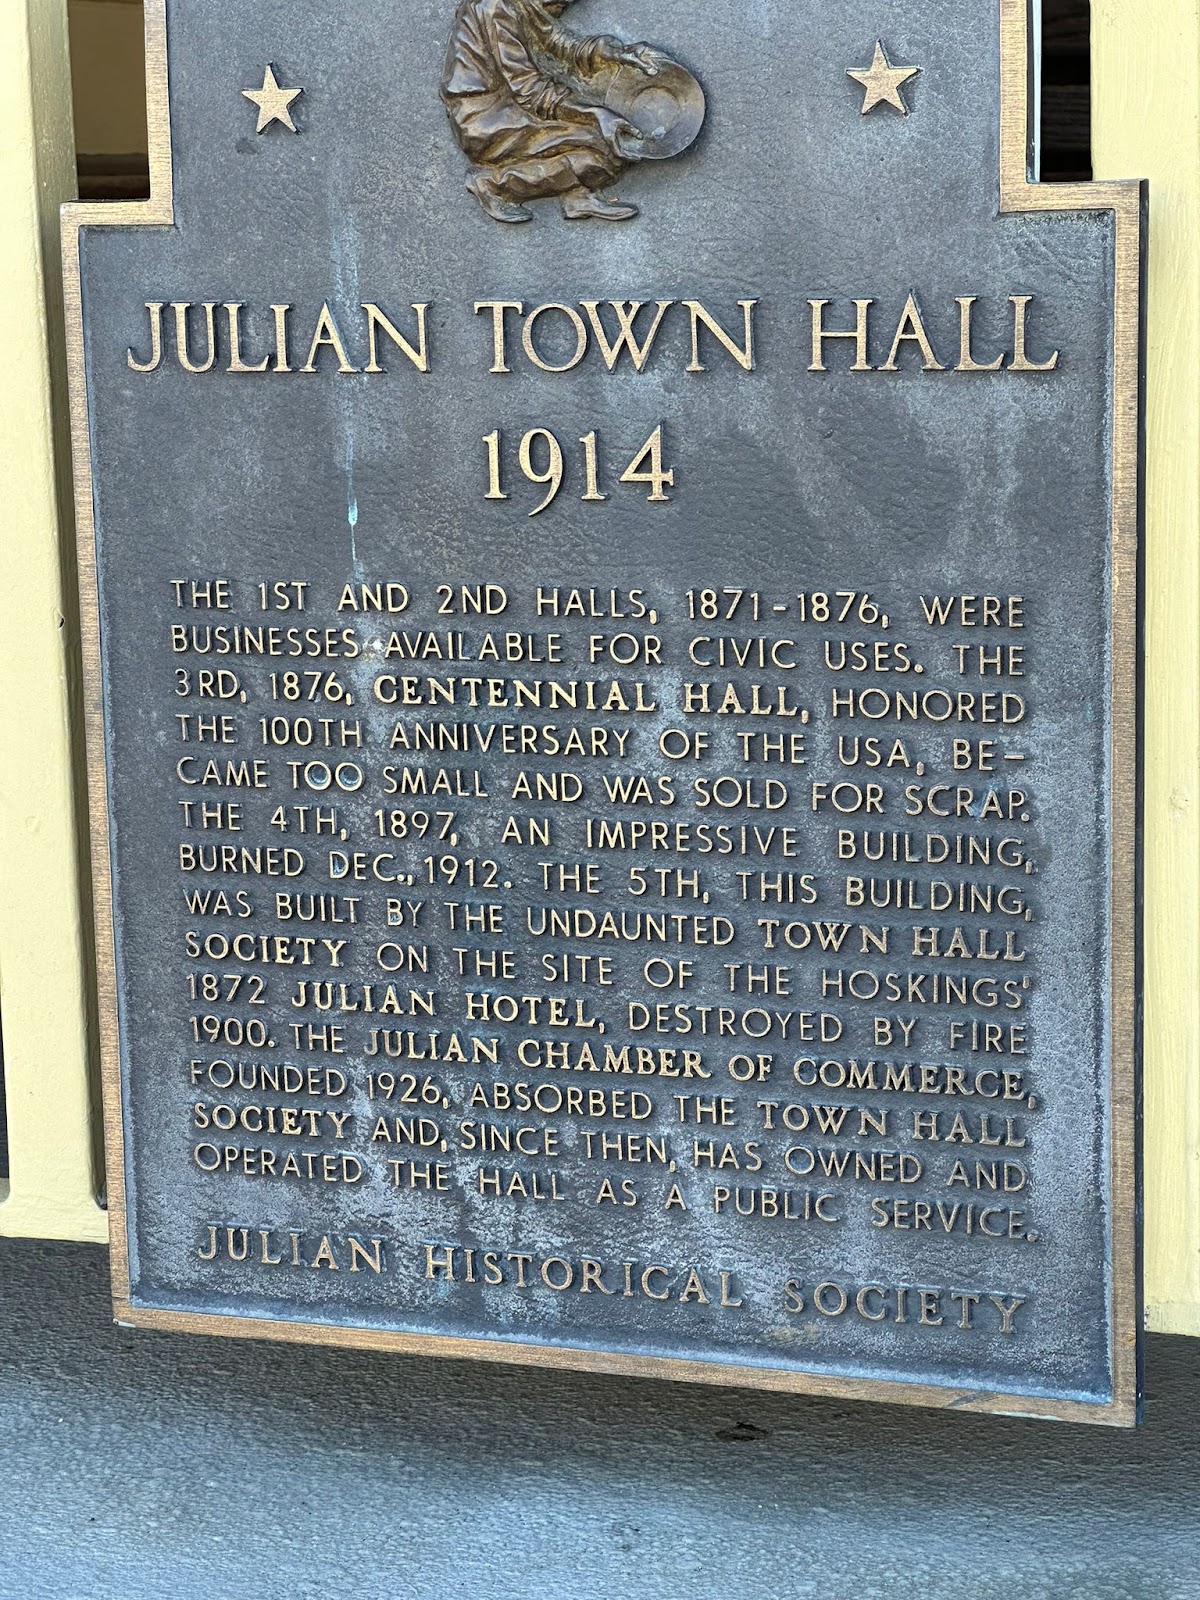 JULIAN TOWN HALL
1914
THE 1ST AND 2ND HALLS, 1871-1876, WERE
BUSINESSES AVAILABLE FOR CIVIC USES. THE
3RD, 1876, CENTENNIAL HALL, HONORED
THE 100TH ANNIVERSARY OF THE USA, BE-
CAME TOO SMALL AND WAS SOLD FOR SCRAP.
THE 4TH, 1897, AN IMPRESSIVE BUILDING,
BURNED DEC., 1912. THE 5TH, THIS BUILDING,
WAS BUILT BY THE UNDAUNTED TOWN HALL
SOCIETY ON THE SITE OF THE HOSKINGS'
1872 JULIAN HOTEL, DESTROYED BY FIRE
1900. THE JULIAN CHAMBER OF COMMERCE,
FOUNDED 1926, ABSORBED THE TOWN HALL
SOCIETY AND, SINCE THEN, HAS OWNED AND
OPERATED THE HALL AS A PUBLIC SERVICE.
JULIAN HISTORICAL SOCIETY